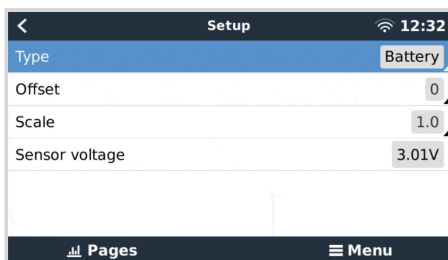 Setup 12:32
Type Battery
Offset 0
Scale 1.0
Sensor voltage 3.01V
Pages Menu